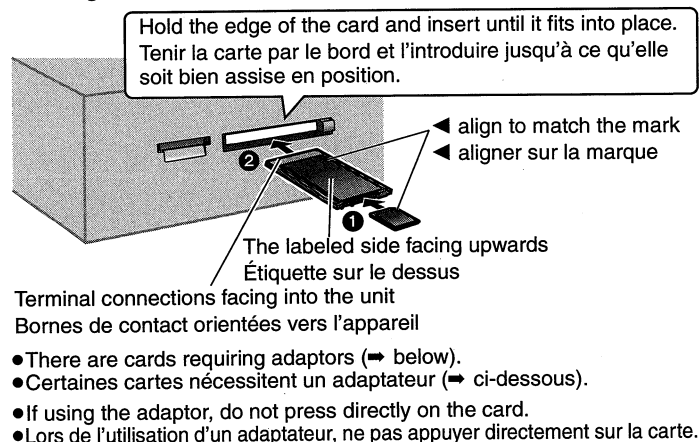 Hold the edge of the card and insert until it fits into place.
Tenir la carte par le bord et l'introduire jusqu'à ce qu'elle
soit bien assise en position.
◄ align to match the mark
◄ aligner sur la marque
❷
❶
The labeled side facing upwards
Étiquette sur le dessus
Terminal connections facing into the unit
Bornes de contact orientées vers l'appareil
●There are cards requiring adaptors (➡ below).
●Certaines cartes nécessitent un adaptateur (➡ ci-dessous).
●If using the adaptor, do not press directly on the card.
●Lors de l'utilisation d'un adaptateur, ne pas appuyer directement sur la carte.